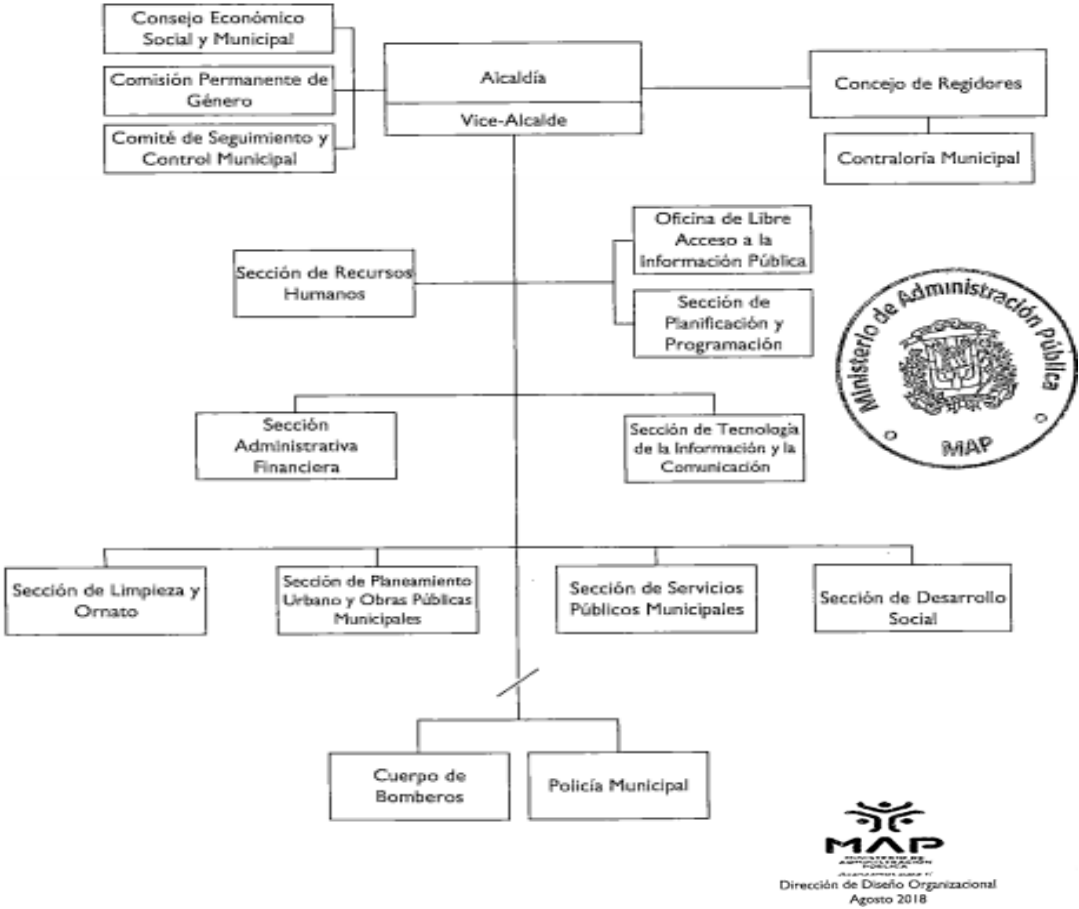 Consejo Económico
Social y Municipal
Comisión Permanente de
Género
Comité de Seguimiento y
Control Municipal
Alcaldía
Vice-Alcalde
Concejo de Regidores
Contraloría Municipal
Sección de Recursos
Humanos
Oficina de Libre
Acceso a la
Información Pública
Sección de
Planificación y
Programación
Ministerio de Administración Pública
MAP
Sección
Administrativa
Financiera
Sección de Tecnología
de la Información y la
Comunicación
Sección de Limpieza y
Ornato
Sección de Planeamiento
Urbano y Obras Públicas
Municipales
Sección de Servicios
Públicos Municipales
Sección de Desarrollo
Social
Cuerpo de
Bomberos
Policía Municipal
MAP
MINISTERIO DE
ADMINISTRACIÓN
PÚBLICA
Dirección de Diseño Organizacional
Agosto 2018